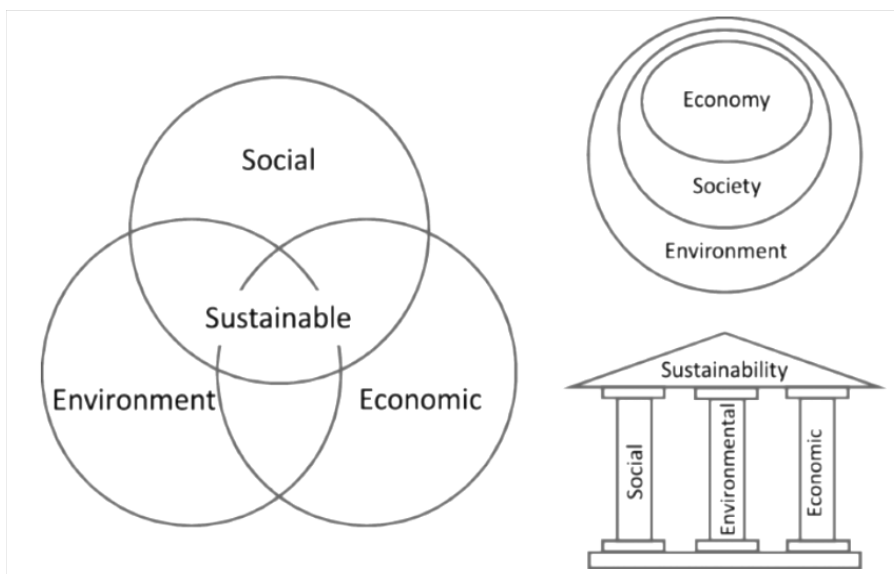 Social
Sustainable
Environment
Economic
Economy
Society
Environment
Sustainability
Social
Environmental
Economic